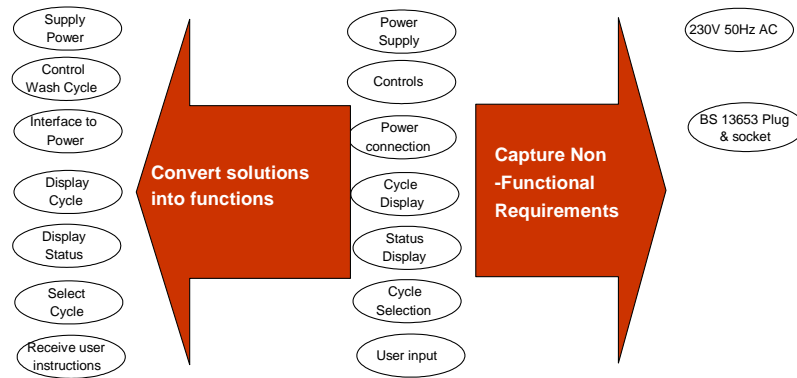 Supply
Power
Control
Wash Cycle
Interface to
Power
Display
Cycle
Display
Status
Select
Cycle
Receive user
instructions
Convert solutions
into functions
Power
Supply
Controls
Power
connection
Cycle
Display
Status
Display
Cycle
Selection
User input
Capture Non
-Functional
Requirements
230V 50Hz AC
BS 13653 Plug
& socket